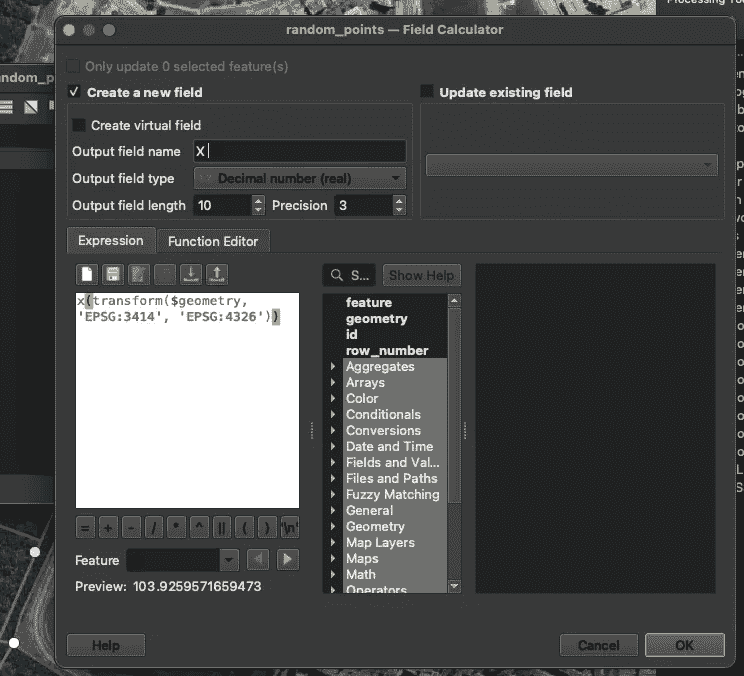 Processing Too
random_points — Field Calculator
Only update 0 selected feature(s)
andom_p
Create a new field
Update existing field
Create virtual field
Output field name X
Output field type Decimal number (real)
Output field length 10 Precision 3
Expression Function Editor
S... Show Help
x(transform($geometry,
'EPSG:3414', 'EPSG:4326'))
feature
geometry
id
row_number
Aggregates
Arrays
Color
Conditionals
Conversions
Date and Time
Fields and Val...
Files and Paths
Fuzzy Matching
General
Geometry
Map Layers
Maps
Math
Operators
= + - / * ^ || ( ) '\n'
Feature
Preview: 103.9259571659473
Help Cancel OK